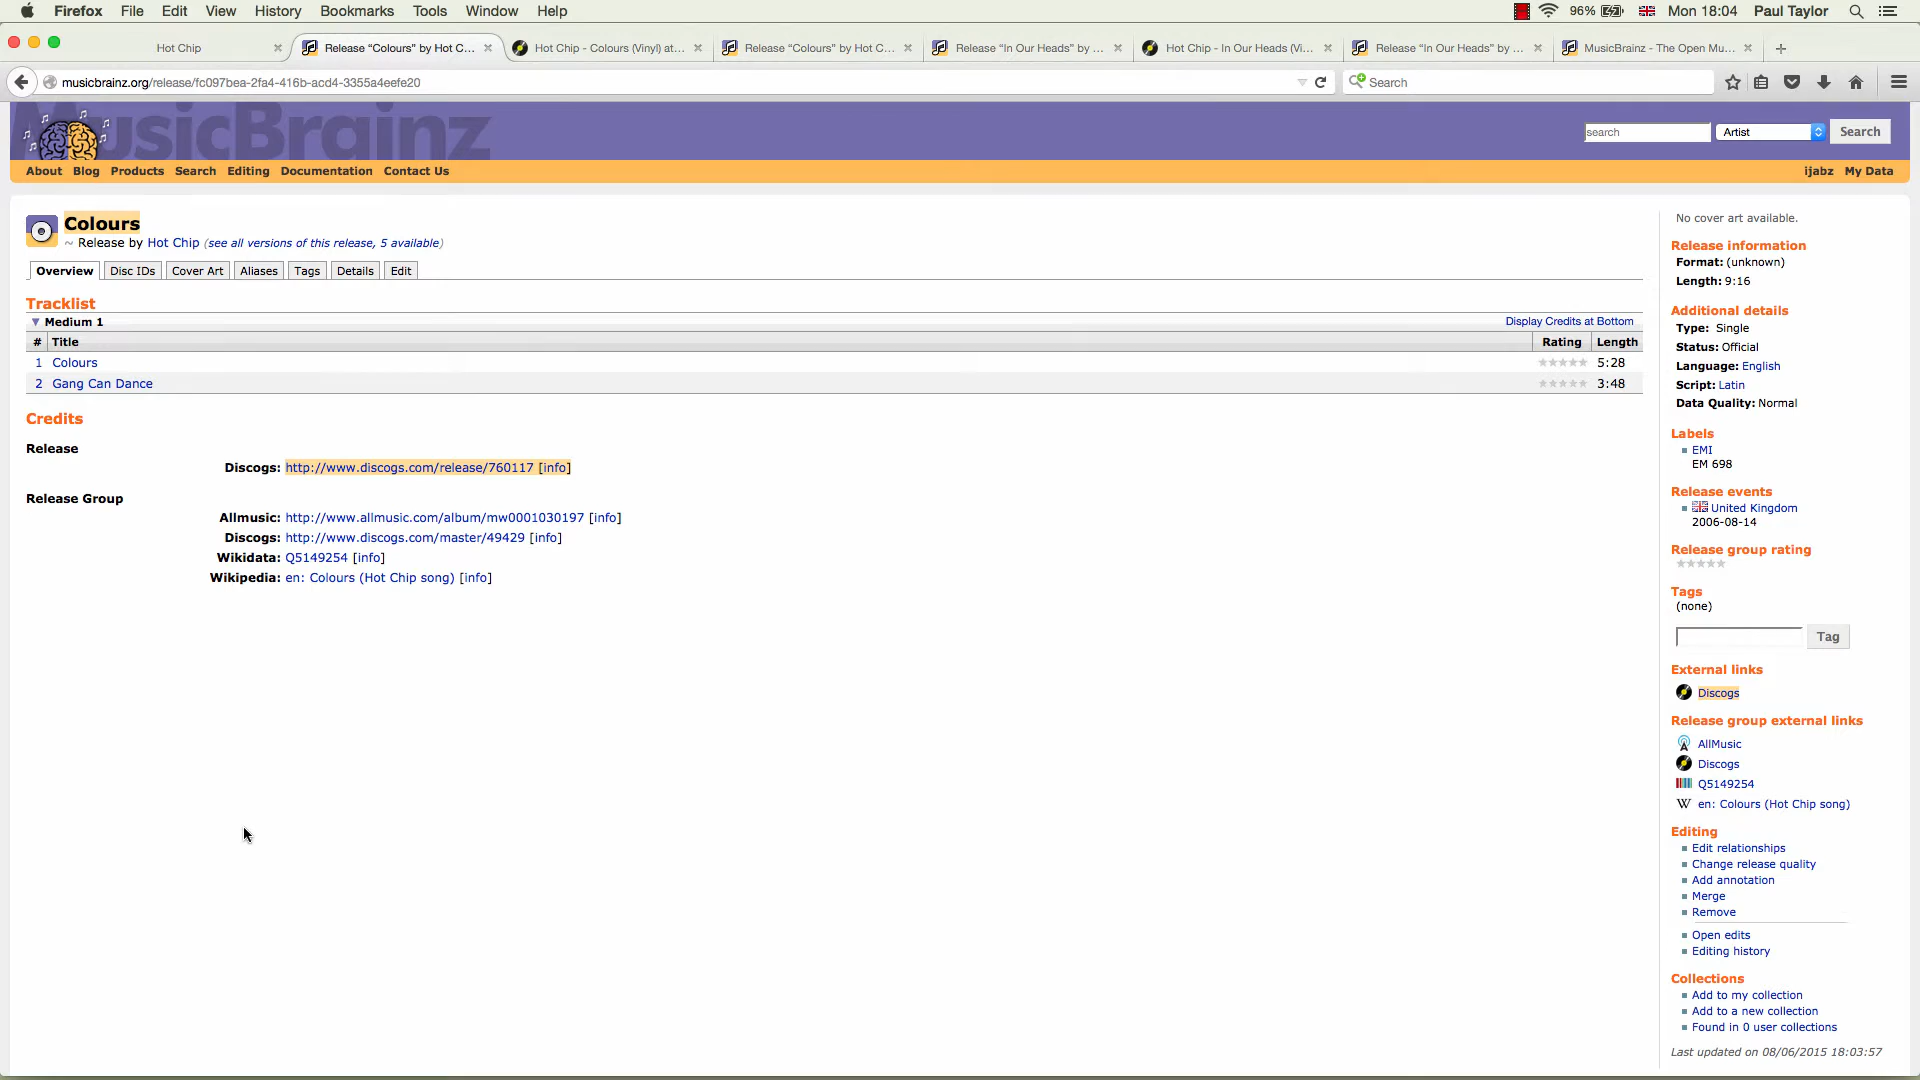 Firefox File Edit View History Bookmarks Tools Window Help 96% Mon 18:04 Paul Taylor
Hot Chip
Release “Colours” by Hot C...
Hot Chip - Colours (Vinyl) at...
Release “Colours” by Hot C...
Release “In Our Heads” by ...
Hot Chip - In Our Heads (Vi...
Release “In Our Heads” by ...
MusicBrainz - The Open Mu...
musicbrainz.org/release/fc097bea-2fa4-416b-acd4-3355a4eefe20
Search
MusicBrainz
search Artist Search
About Blog Products Search Editing Documentation Contact Us
ijabz My Data
Colours
~ Release by Hot Chip (see all versions of this release, 5 available)
Overview Disc IDs Cover Art Aliases Tags Details Edit
Tracklist
▼ Medium 1 Display Credits at Bottom
# Title Rating Length
1 Colours 5:28
2 Gang Can Dance 3:48
Credits
Release
Discogs: http://www.discogs.com/release/760117 [info]
Release Group
Allmusic: http://www.allmusic.com/album/mw0001030197 [info]
Discogs: http://www.discogs.com/master/49429 [info]
Wikidata: Q5149254 [info]
Wikipedia: en: Colours (Hot Chip song) [info]
No cover art available.
Release information
Format: (unknown)
Length: 9:16
Additional details
Type: Single
Status: Official
Language: English
Script: Latin
Data Quality: Normal
Labels
EMI
EM 698
Release events
United Kingdom
2006-08-14
Release group rating
Tags
(none)
Tag
External links
Discogs
Release group external links
AllMusic
Discogs
Q5149254
W en: Colours (Hot Chip song)
Editing
Edit relationships
Change release quality
Add annotation
Merge
Remove
Open edits
Editing history
Collections
Add to my collection
Add to a new collection
Found in 0 user collections
Last updated on 08/06/2015 18:03:57